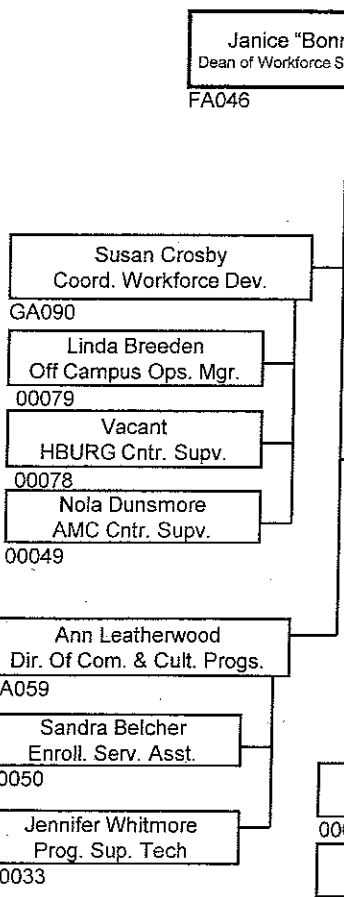 Janice "Bonn
Dean of Workforce S
FA046
Susan Crosby
Coord. Workforce Dev.
GA090
Linda Breeden
Off Campus Ops. Mgr.
00079
Vacant
HBURG Cntr. Supv.
00078
Nola Dunsmore
AMC Cntr. Supv.
00049
Ann Leatherwood
Dir. Of Com. & Cult. Progs.
A059
Sandra Belcher
Enroll. Serv. Asst.
0050
Jennifer Whitmore
Prog. Sup. Tech
0033